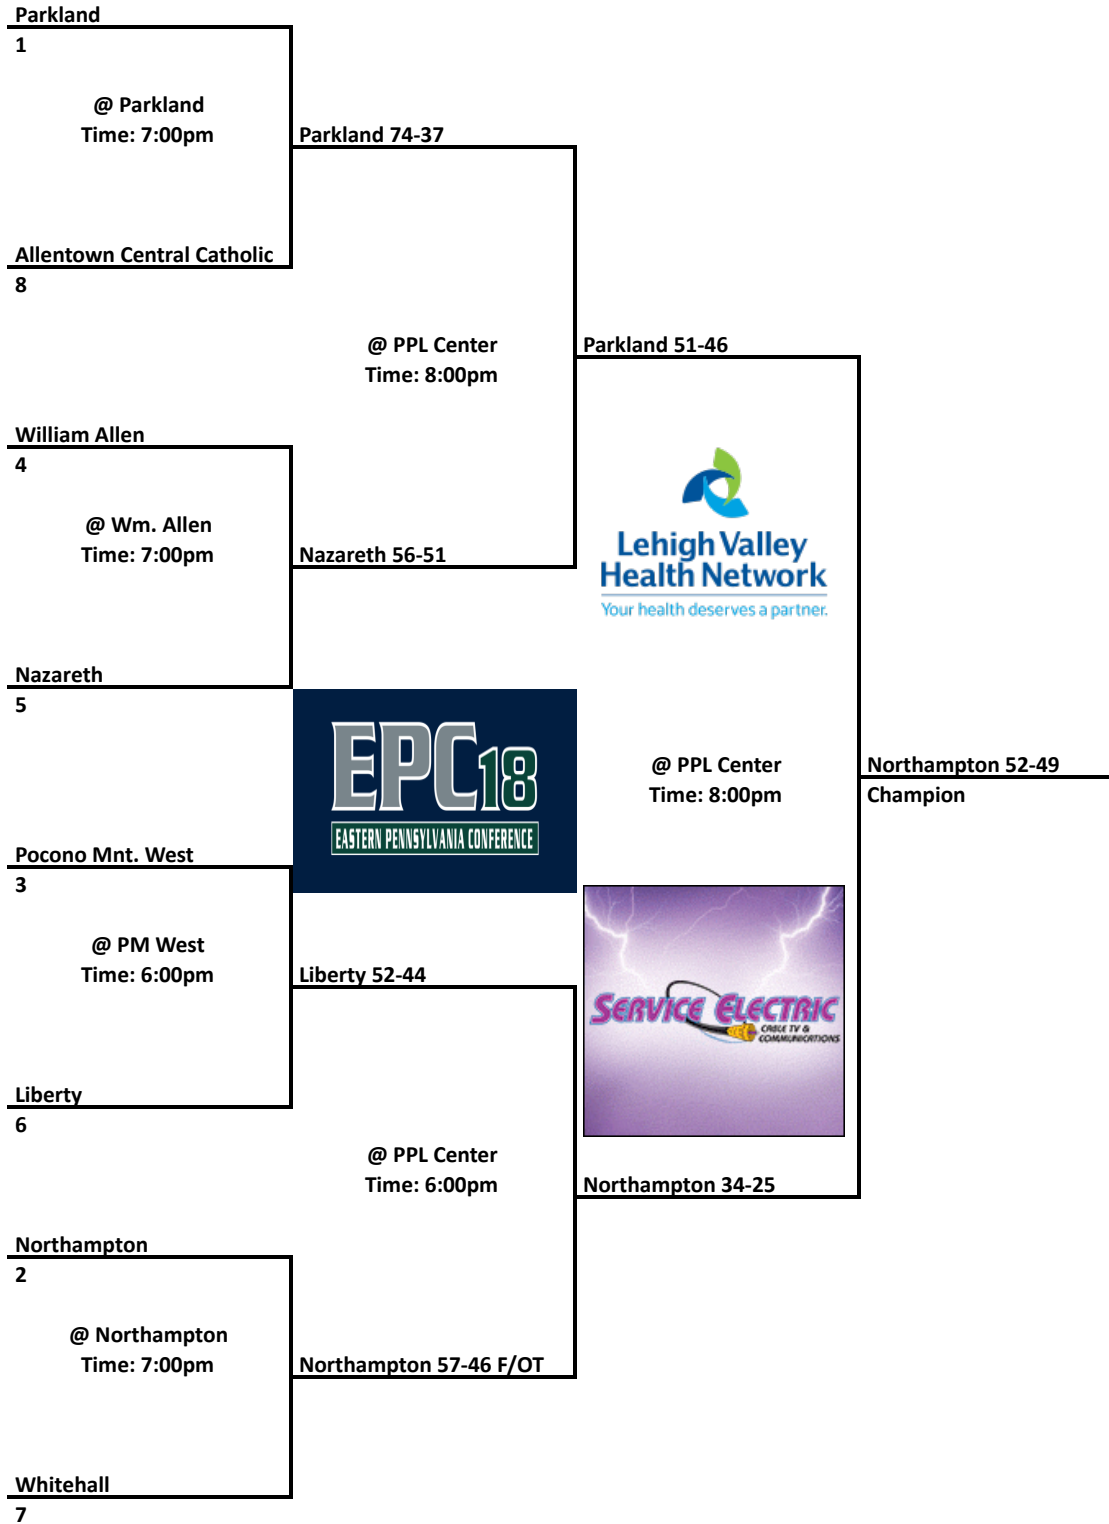 Parkland
1
@ Parkland
Time: 7:00pm
Parkland 74-37
Allentown Central Catholic
8
@ PPL Center
Time: 8:00pm
Parkland 51-46
William Allen
4
@ Wm. Allen
Time: 7:00pm
Nazareth 56-51
Lehigh Valley
Health Network
Your health deserves a partner.
Nazareth
5
EPC18
EASTERN PENNSYLVANIA CONFERENCE
@ PPL Center
Time: 8:00pm
Northampton 52-49
Champion
Pocono Mnt. West
3
@ PM West
Time: 6:00pm
Liberty 52-44
SERVICE ELECTRIC
CABLE TV &
COMMUNICATIONS
Liberty
6
@ PPL Center
Time: 6:00pm
Northampton 34-25
Northampton
2
@ Northampton
Time: 7:00pm
Northampton 57-46 F/OT
Whitehall
7